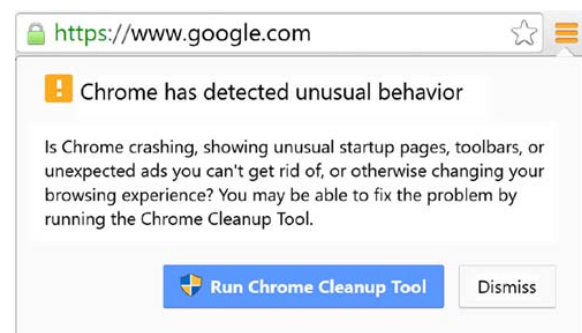 https://www.google.com
Chrome has detected unusual behavior
Is Chrome crashing, showing unusual startup pages, toolbars, or
unexpected ads you can't get rid of, or otherwise changing your
browsing experience? You may be able to fix the problem by
running the Chrome Cleanup Tool.
Run Chrome Cleanup Tool
Dismiss